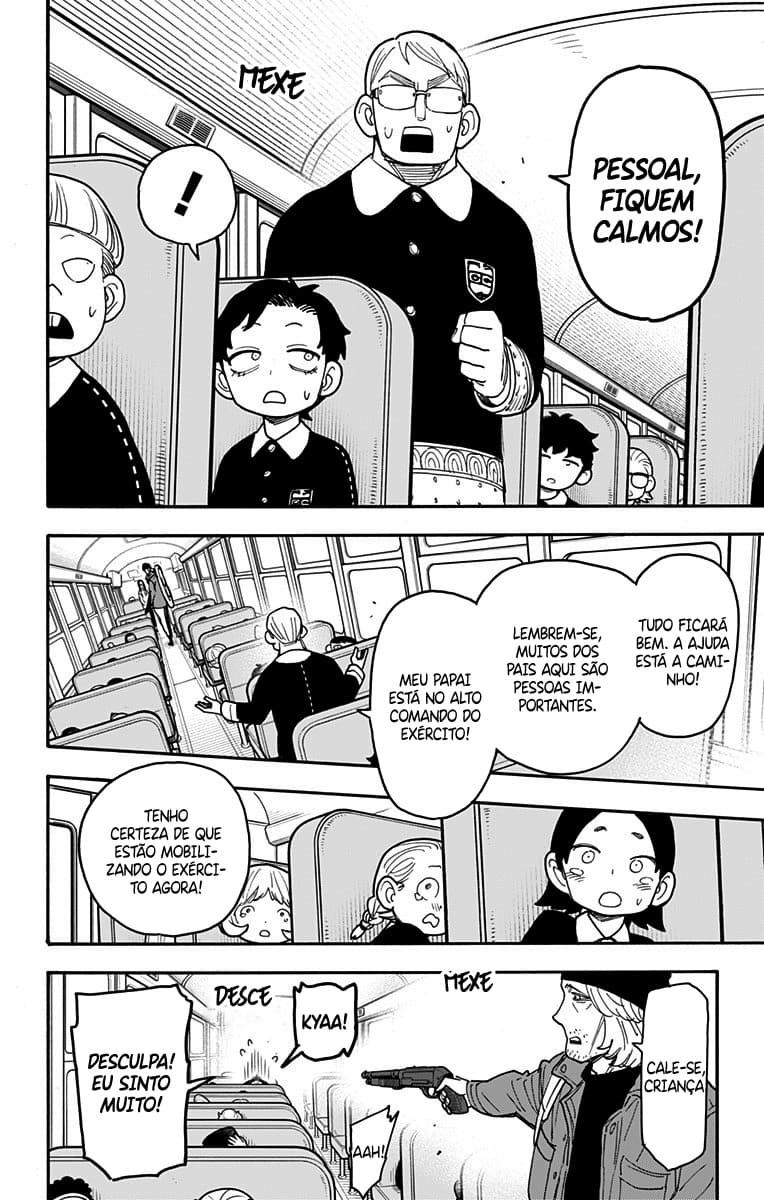 MEXE
PESSOAL,
FIQUEM
CALMOS!
!
TUDO FICARÁ
BEM. A AJUDA
ESTÁ A CAMI-
NHO!
LEMBREM-SE,
MUITOS DOS
PAIS AQUI SÃO
PESSOAS IM-
PORTANTES.
MEU PAPAI
ESTÁ NO ALTO
COMANDO DO
EXÉRCITO!
TENHO
CERTEZA DE QUE
ESTÃO MOBILI-
ZANDO O EXÉRC-
ITO AGORA!
MEXE
CALE-SE,
CRIANÇA
DESCE
KYAA!
AAH!
DESCULPA!
EU SINTO
MUITO!